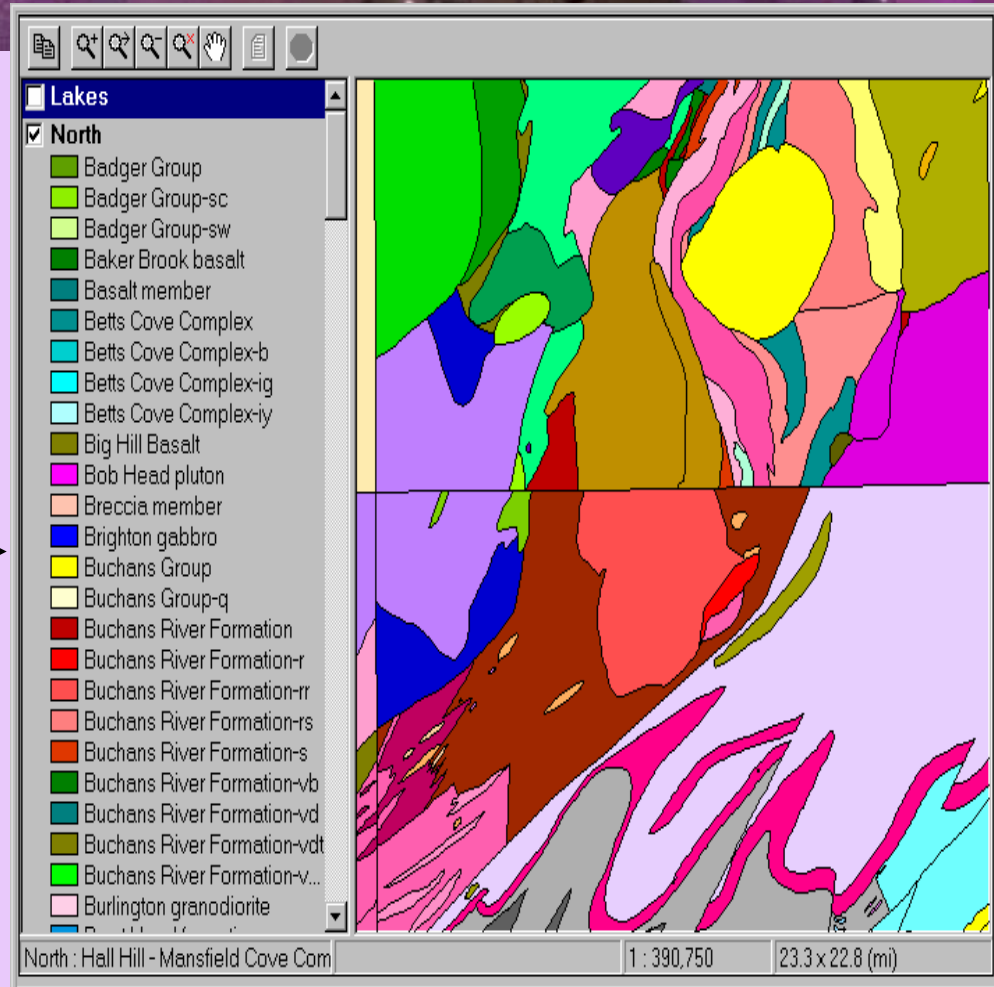 Lakes
North
Badger Group
Badger Group-sc
Badger Group-sw
Baker Brook basalt
Basalt member
Betts Cove Complex
Betts Cove Complex-b
Betts Cove Complex-ig
Betts Cove Complex-iy
Big Hill Basalt
Bob Head pluton
Breccia member
Brighton gabbro
Buchans Group
Buchans Group-q
Buchans River Formation
Buchans River Formation-r
Buchans River Formation-rr
Buchans River Formation-rs
Buchans River Formation-s
Buchans River Formation-vb
Buchans River Formation-vd
Buchans River Formation-vdt
Buchans River Formation-v...
Burlington granodiorite
North : Hall Hill - Mansfield Cove Com 1 : 390,750 23.3 x 22.8 (mi)